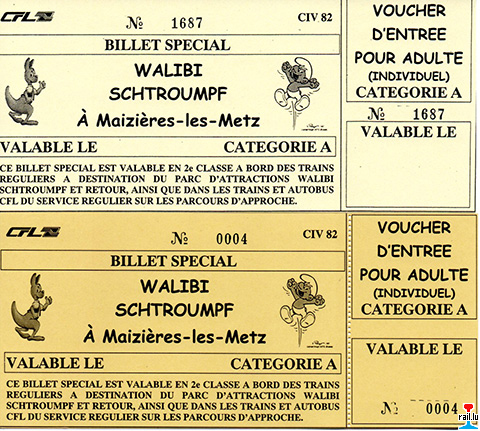 CFL
№ 1687
CIV 82
BILLET SPECIAL
WALIBI
SCHTROUMPF
À Maizières-les-Metz
VALABLE LE CATEGORIE A
CE BILLET SPECIAL EST VALABLE EN 2e CLASSE A BORD DES TRAINS
REGULIERS A DESTINATION DU PARC D'ATTRACTIONS WALIBI
SCHTROUMPF ET RETOUR, AINSI QUE DANS LES TRAINS ET AUTOBUS
CFL DU SERVICE REGULIER SUR LES PARCOURS D'APPROCHE.
VOUCHER
D'ENTREE
POUR ADULTE
(INDIVIDUEL)
CATEGORIE A
№ 1687
VALABLE LE
CFL
№ 0004
CIV 82
BILLET SPECIAL
WALIBI
SCHTROUMPF
À Maizières-les-Metz
VALABLE LE CATEGORIE A
CE BILLET SPECIAL EST VALABLE EN 2e CLASSE A BORD DES TRAINS
REGULIERS A DESTINATION DU PARC D'ATTRACTIONS WALIBI
SCHTROUMPF ET RETOUR, AINSI QUE DANS LES TRAINS ET AUTOBUS
CFL DU SERVICE REGULIER SUR LES PARCOURS D'APPROCHE.
VOUCHER
D'ENTREE
POUR ADULTE
(INDIVIDUEL)
CATEGORIE A
VALABLE LE
№ 0004
rail.lu